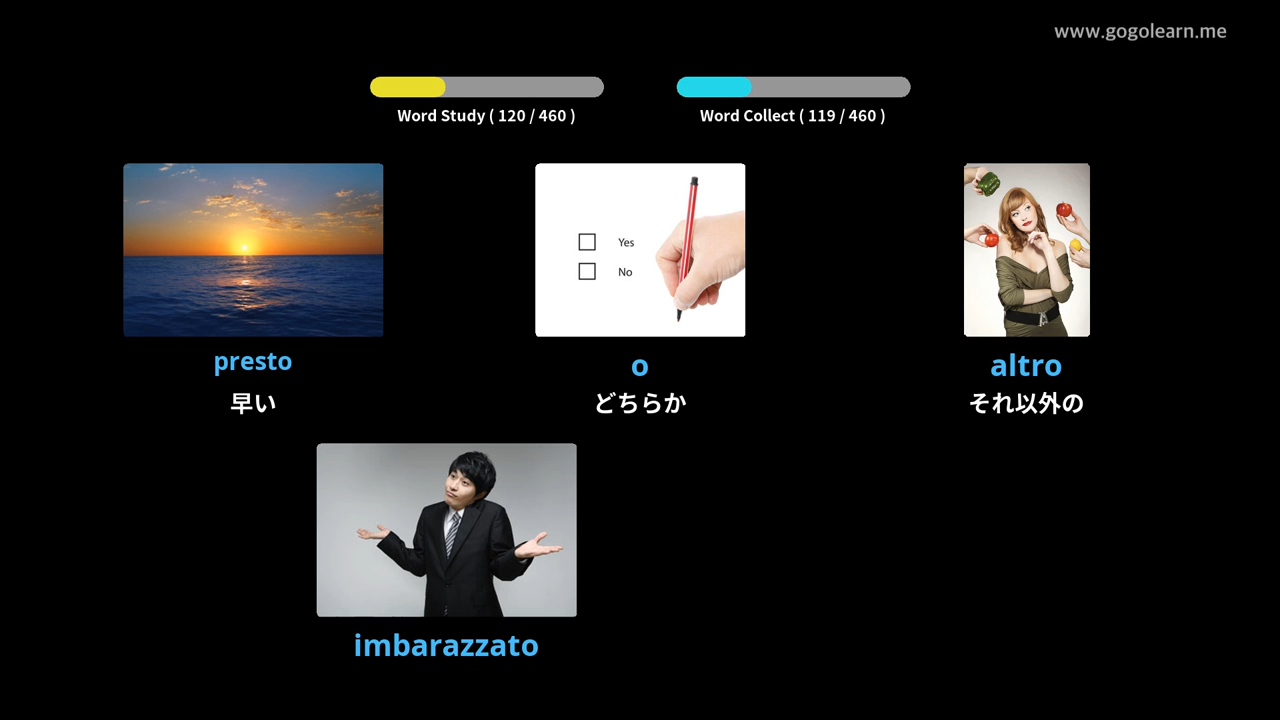 www.gogolearn.me
Word Study ( 120 / 460 )
Word Collect ( 119 / 460 )
Yes
No
presto
早い
o
どちらか
altro
それ以外の
imbarazzato